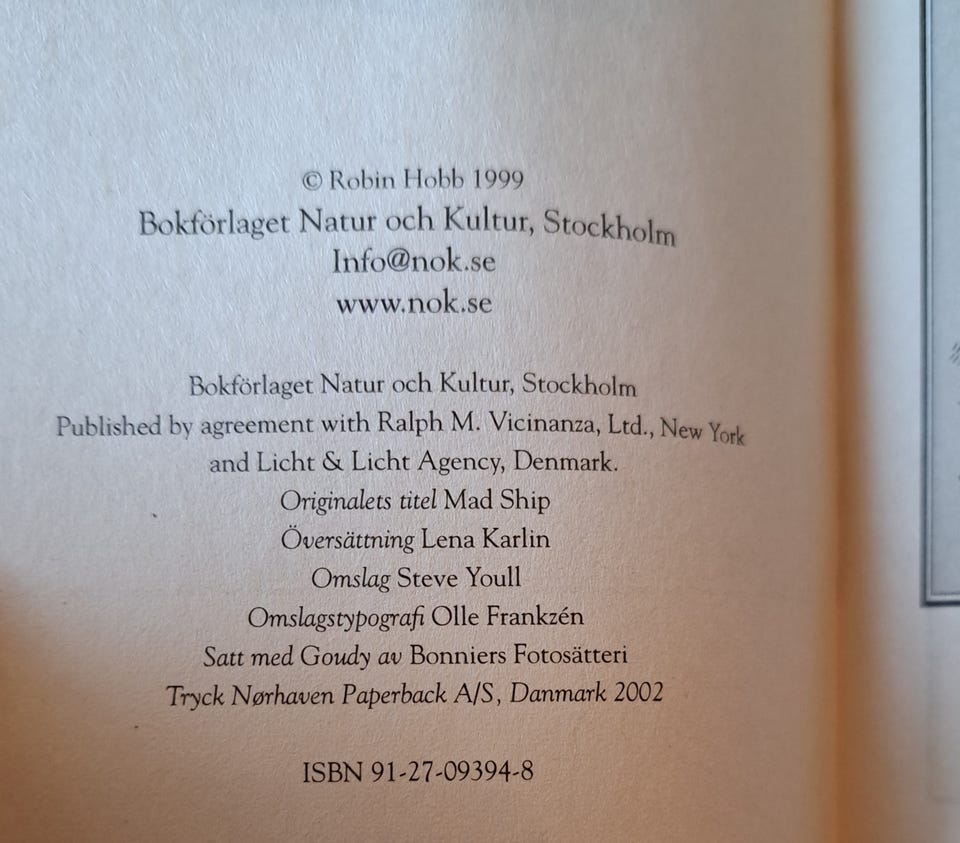 © Robin Hobb 1999
Bokförlaget Natur och Kultur, Stockholm
Info@nok.se
www.nok.se
Bokförlaget Natur och Kultur, Stockholm
Published by agreement with Ralph M. Vicinanza, Ltd., New York
and Licht & Licht Agency, Denmark.
Originalets titel Mad Ship
Översättning Lena Karlin
Omslag Steve Youll
Omslagstypografi Olle Frankzén
Satt med Goudy av Bonniers Fotosätteri
Tryck Nørhaven Paperback A/S, Danmark 2002
ISBN 91-27-09394-8